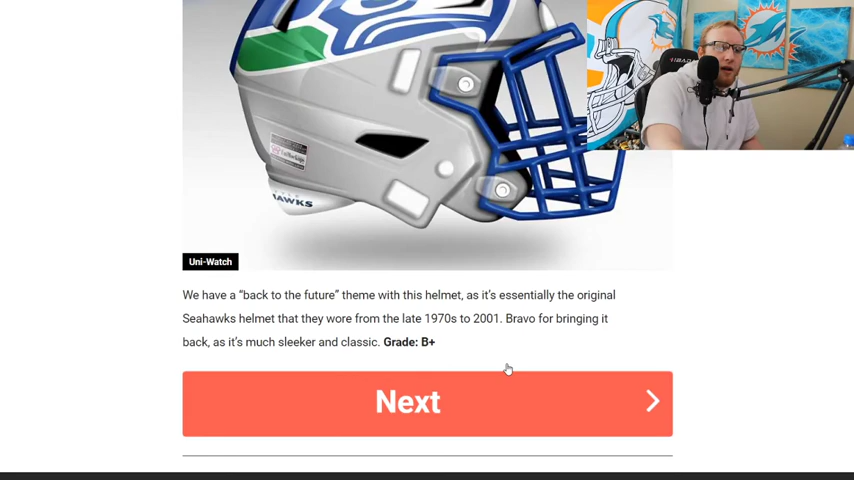 HAWKS
Uni-Watch
We have a “back to the future” theme with this helmet, as it’s essentially the original
Seahawks helmet that they wore from the late 1970s to 2001. Bravo for bringing it
back, as it’s much sleeker and classic. Grade: B+
Next